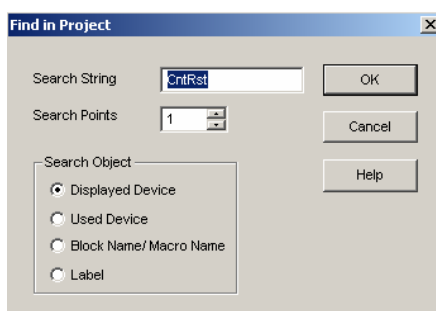 Find in Project
Search String CntRst OK
Search Points 1 Cancel
Search Object Help
Displayed Device
Used Device
Block Name/ Macro Name
Label